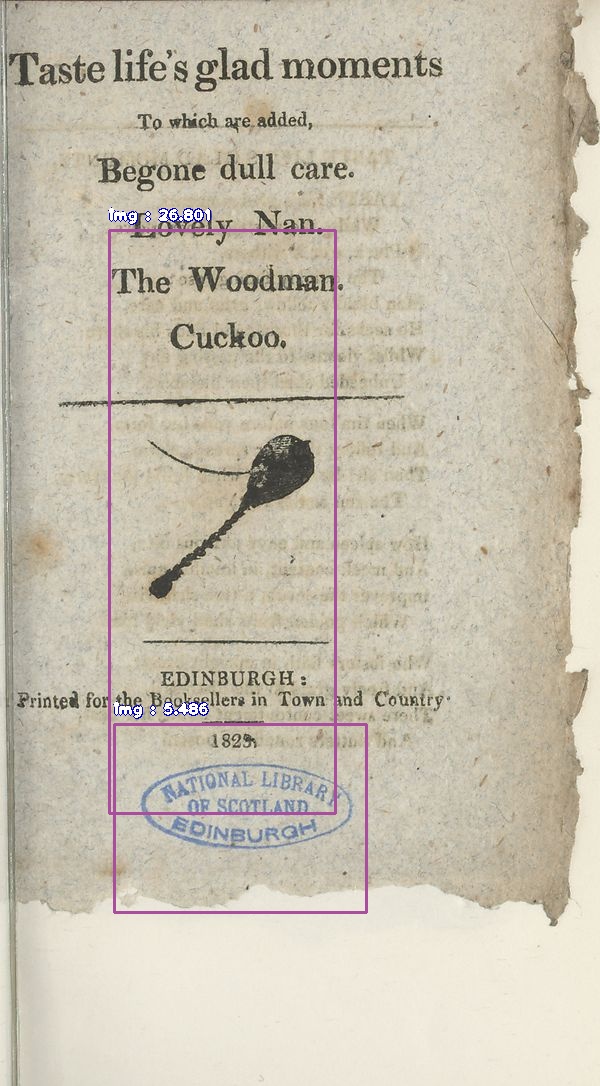 Taste life's glad moments
To which are added,
Begone dull care.
img : 26.801
Lovely Nan.
The Woodman.
Cuckoo.
EDINBURGH:
Printed for the Booksellers in Town and Country.
img : 5.486
NATIONAL LIBRARY
OF SCOTLAND
EDINBURGH